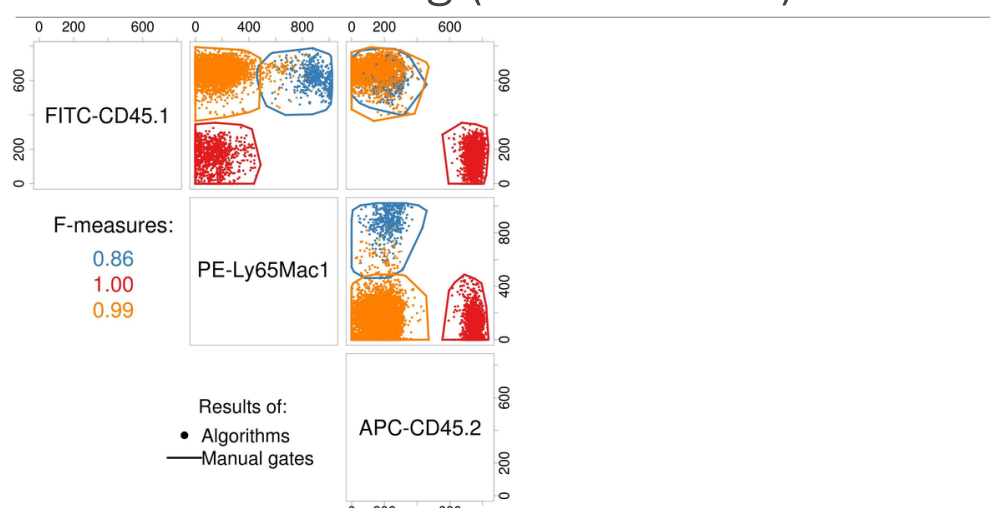 0 200 600
0 400 800
0 200 600
0 200 600
FITC-CD45.1
0 200 600
F-measures:
0.86
1.00
0.99
PE-Ly65Mac1
0 400 800
Results of:
Algorithms
Manual gates
APC-CD45.2
0 200 600